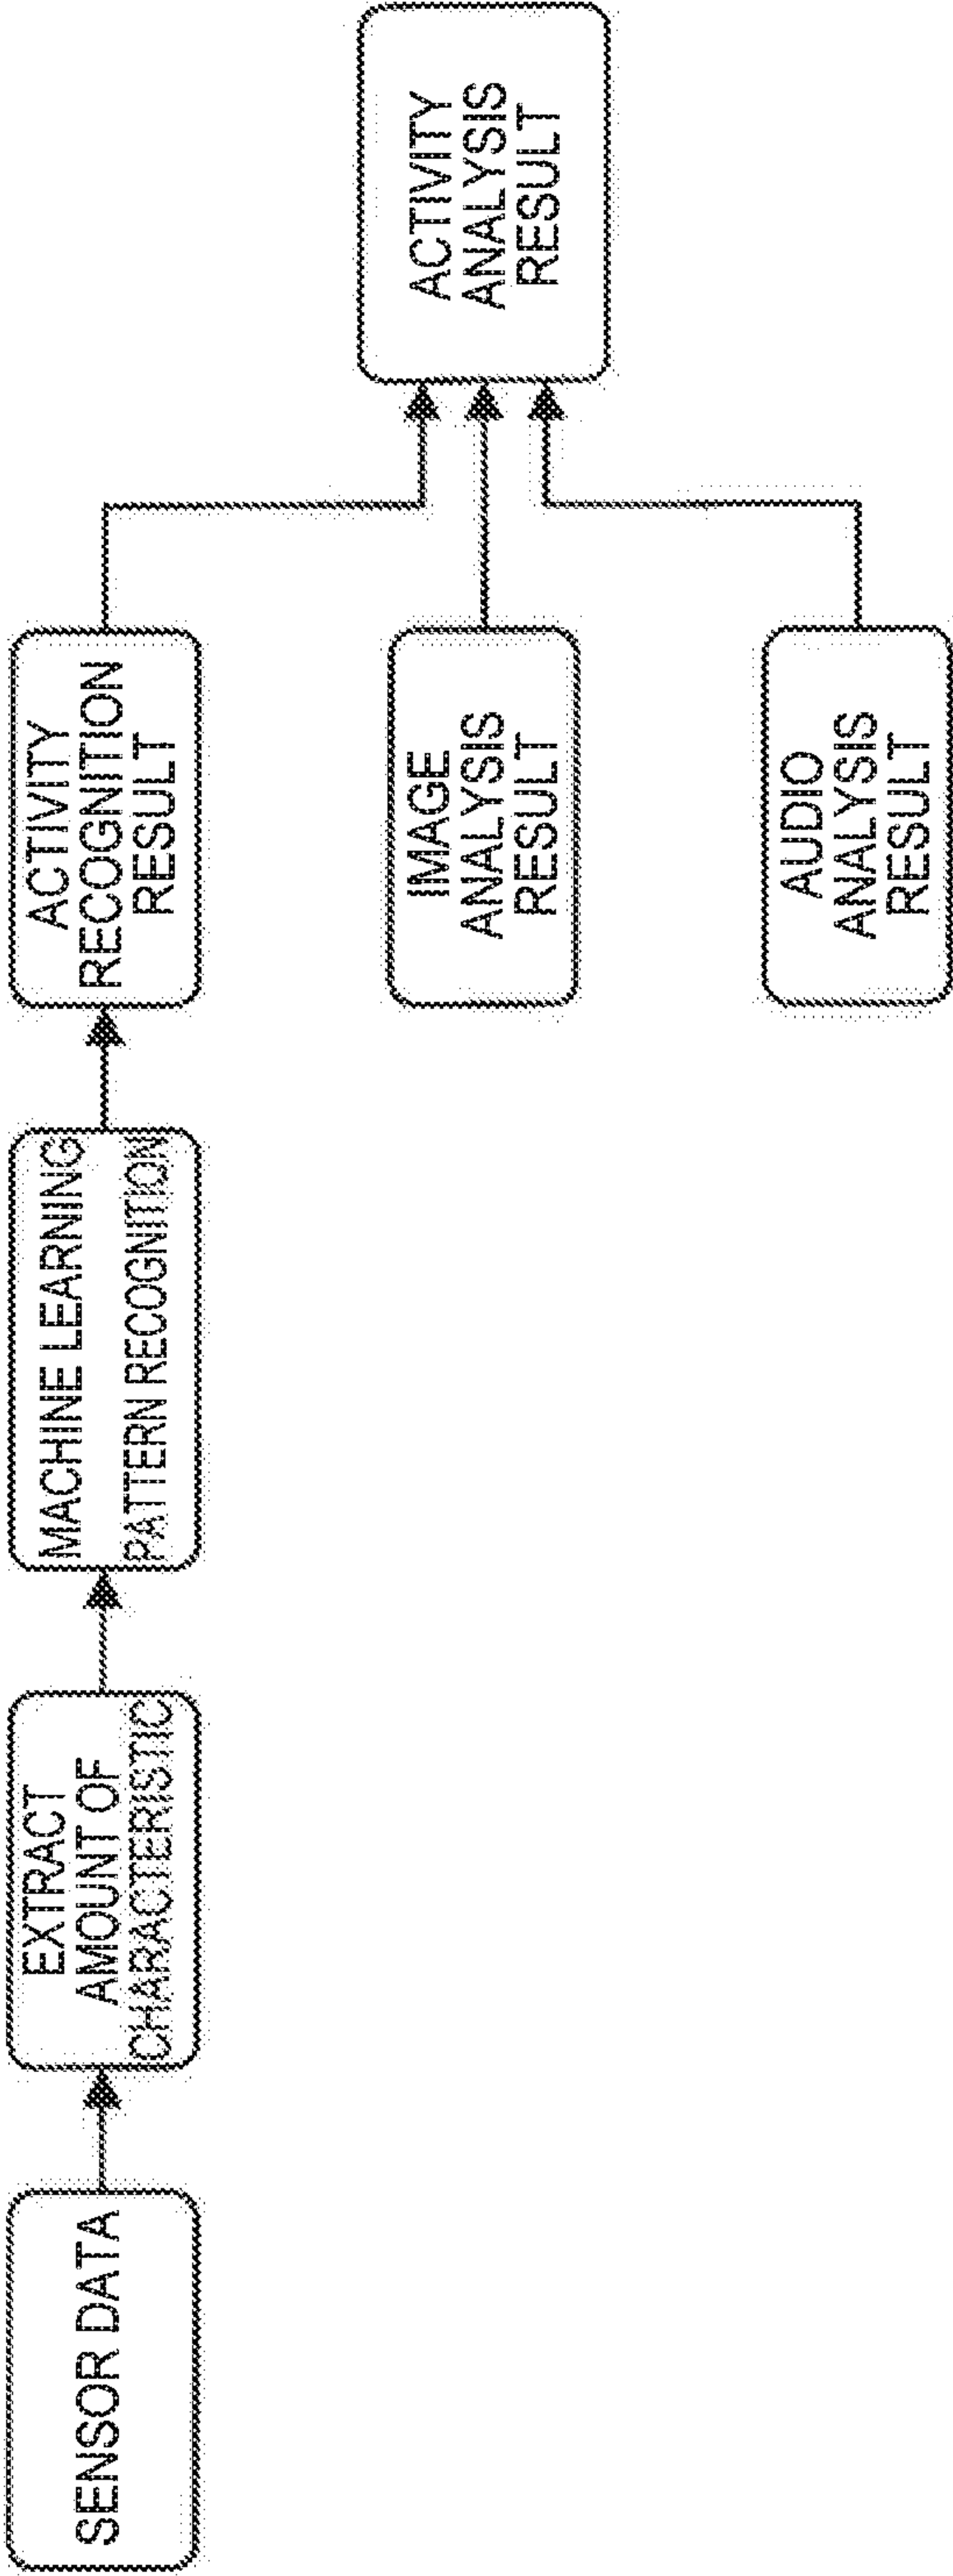 SENSOR DATA
EXTRACT
AMOUNT OF
CHARACTERISTIC
MACHINE LEARNING
PATTERN RECOGNITION
ACTIVITY
RECOGNITION
RESULT
IMAGE
ANALYSIS
RESULT
AUDIO
ANALYSIS
RESULT
ACTIVITY
ANALYSIS
RESULT